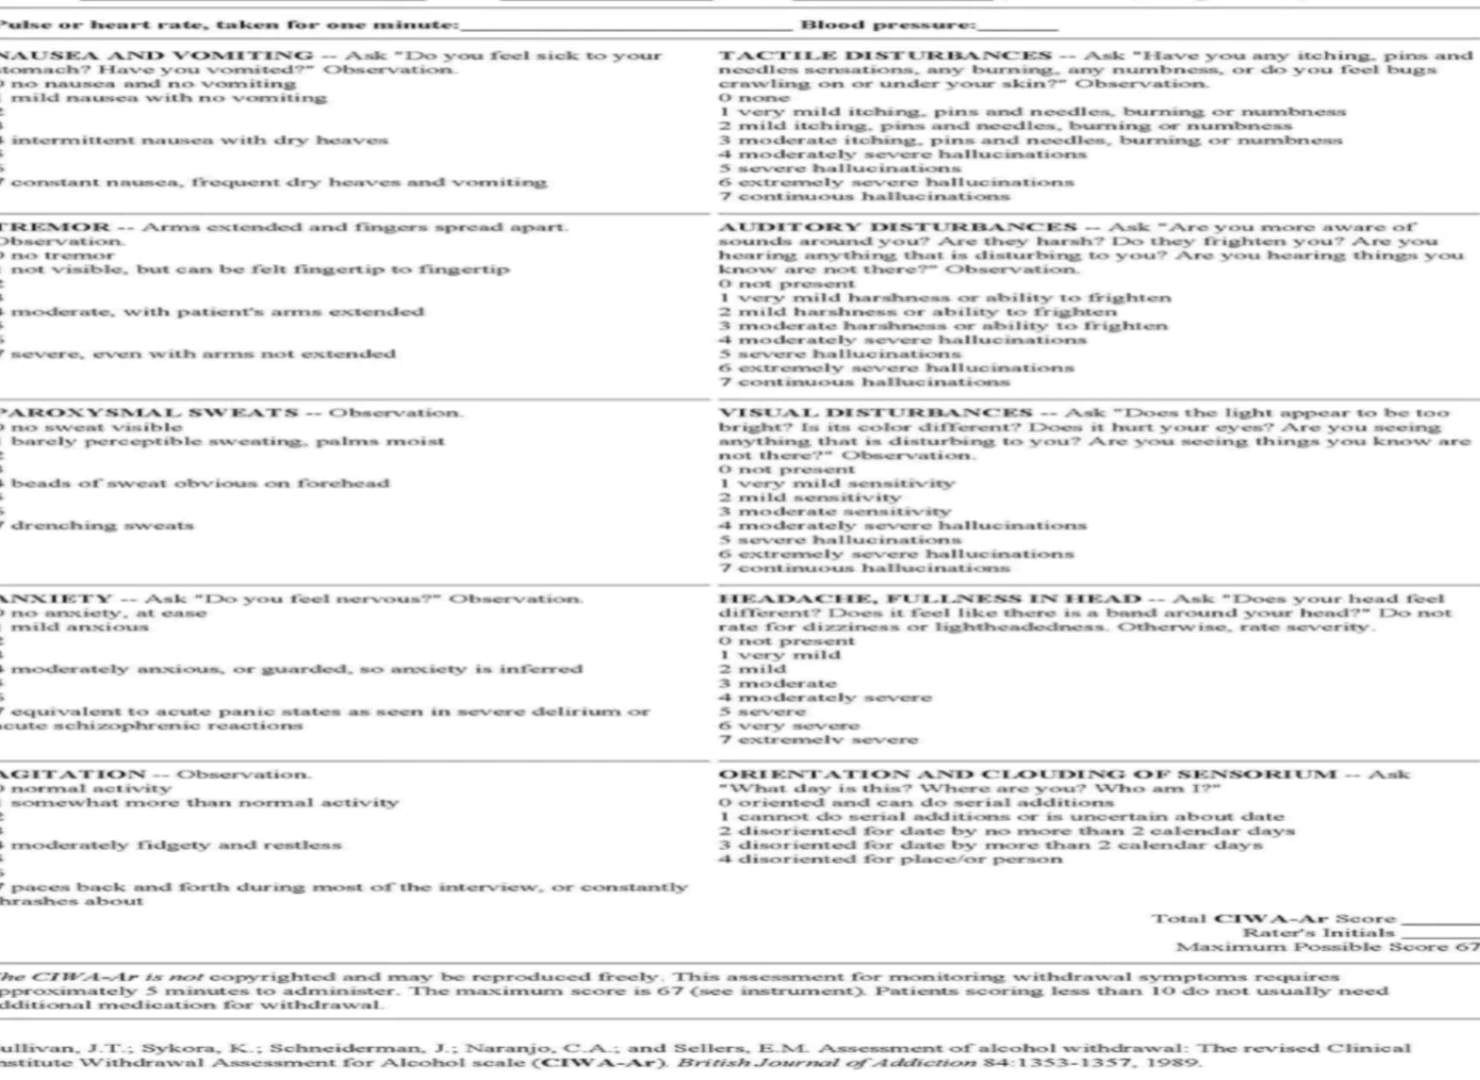 Pulse or heart rate, taken for one minute:____________________ Blood pressure:______
NAUSEA AND VOMITING -- Ask "Do you feel sick to your
stomach? Have you vomited?" Observation.
0 no nausea and no vomiting
mild nausea with no vomiting
4 intermittent nausea with dry heaves
7 constant nausea, frequent dry heaves and vomiting
TREMOR -- Arms extended and fingers spread apart.
Observation.
0 no tremor
not visible, but can be felt fingertip to fingertip
4 moderate, with patient's arms extended
7 severe, even with arms not extended
PAROXYSMAL SWEATS -- Observation.
0 no sweat visible
barely perceptible sweating, palms moist
4 beads of sweat obvious on forehead
7 drenching sweats
ANXIETY -- Ask "Do you feel nervous?" Observation.
0 no anxiety, at ease
mild anxious
4 moderately anxious, or guarded, so anxiety is inferred
7 equivalent to acute panic states as seen in severe delirium or
acute schizophrenic reactions
AGITATION -- Observation.
0 normal activity
somewhat more than normal activity
4 moderately fidgety and restless
7 paces back and forth during most of the interview, or constantly
thrashes about
TACTILE DISTURBANCES -- Ask "Have you any itching, pins and
needles sensations, any burning, any numbness, or do you feel bugs
crawling on or under your skin?" Observation.
0 none
1 very mild itching, pins and needles, burning or numbness
2 mild itching, pins and needles, burning or numbness
3 moderate itching, pins and needles, burning or numbness
4 moderately severe hallucinations
5 severe hallucinations
6 extremely severe hallucinations
7 continuous hallucinations
AUDITORY DISTURBANCES -- Ask "Are you more aware of
sounds around you? Are they harsh? Do they frighten you? Are you
hearing anything that is disturbing to you? Are you hearing things you
know are not there?" Observation.
0 not present
1 very mild harshness or ability to frighten
2 mild harshness or ability to frighten
3 moderate harshness or ability to frighten
4 moderately severe hallucinations
5 severe hallucinations
6 extremely severe hallucinations
7 continuous hallucinations
VISUAL DISTURBANCES -- Ask "Does the light appear to be too
bright? Is its color different? Does it hurt your eyes? Are you seeing
anything that is disturbing to you? Are you seeing things you know are
not there?" Observation.
0 not present
1 very mild sensitivity
2 mild sensitivity
3 moderate sensitivity
4 moderately severe hallucinations
5 severe hallucinations
6 extremely severe hallucinations
7 continuous hallucinations
HEADACHE, FULLNESS IN HEAD -- Ask "Does your head feel
different? Does it feel like there is a band around your head?" Do not
rate for dizziness or lightheadedness. Otherwise, rate severity.
0 not present
1 very mild
2 mild
3 moderate
4 moderately severe
5 severe
6 very severe
7 extremely severe
ORIENTATION AND CLOUDING OF SENSORIUM -- Ask
"What day is this? Where are you? Who am I?"
0 oriented and can do serial additions
1 cannot do serial additions or is uncertain about date
2 disoriented for date by no more than 2 calendar days
3 disoriented for date by more than 2 calendar days
4 disoriented for place/or person
Total CIWA-Ar Score ______
Rater's Initials ______
Maximum Possible Score 67
The CIWA-Ar is not copyrighted and may be reproduced freely. This assessment for monitoring withdrawal symptoms requires
approximately 5 minutes to administer. The maximum score is 67 (see instrument). Patients scoring less than 10 do not usually need
additional medication for withdrawal.
Sullivan, J.T.; Sykora, K.; Schneiderman, J.; Naranjo, C.A.; and Sellers, E.M. Assessment of alcohol withdrawal: The revised Clinical
Institute Withdrawal Assessment for Alcohol scale (CIWA-Ar). British Journal of Addiction 84:1353-1357, 1989.